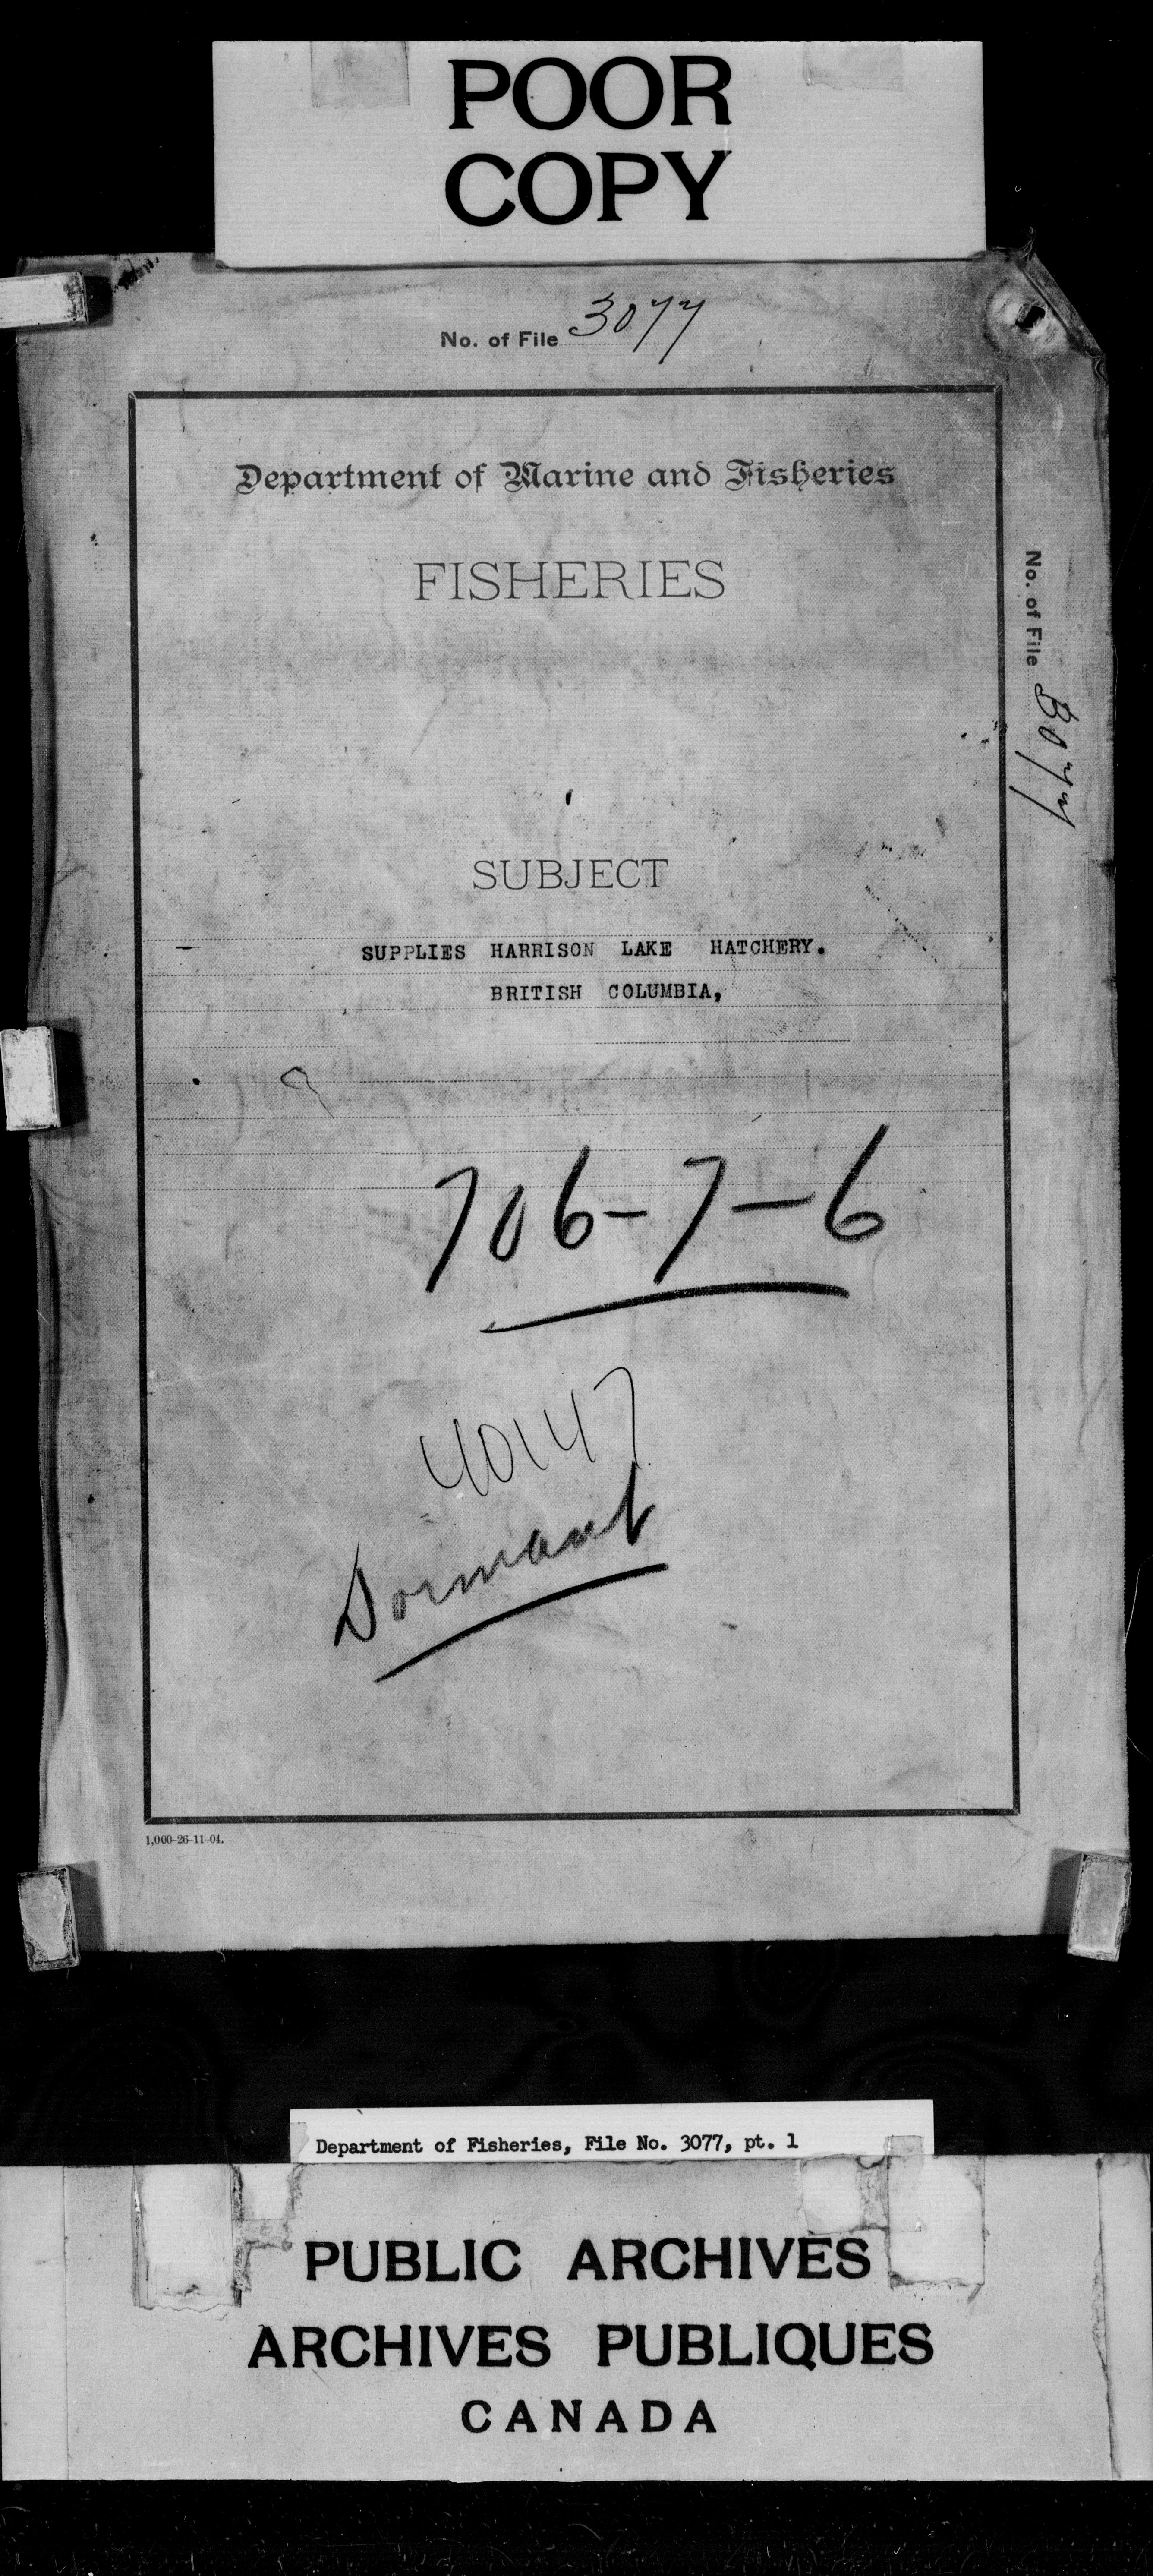 POOR
COPY
No. of File 3077
Department of Marine and Fisheries
FISHERIES
No. of File 3077
SUBJECT
SUPPLIES HARRISON LAKE HATCHERY.
BRITISH COLUMBIA,
706-7-6
40147
Dormant
1,000-26-11-04.
Department of Fisheries, File No. 3077, pt. 1
PUBLIC ARCHIVES
ARCHIVES PUBLIQUES
CANADA